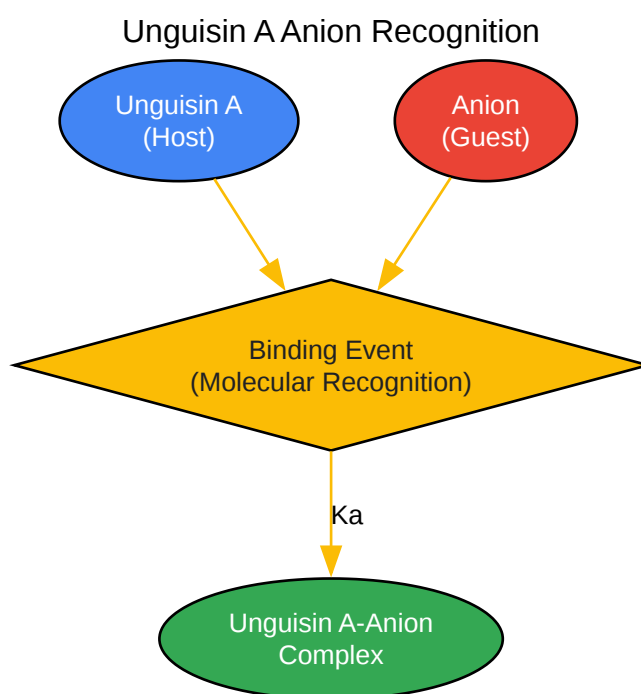 Unguisin A Anion Recognition
Unguisin A
(Host)
Anion
(Guest)
Binding Event
(Molecular Recognition)
Ka
Unguisin A-Anion
Complex